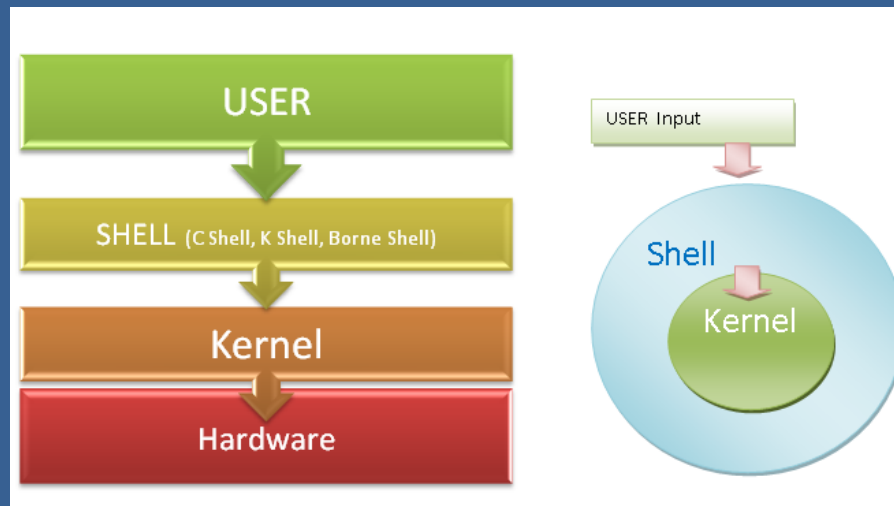 USER
SHELL (C Shell, K Shell, Borne Shell)
Kernel
Hardware
USER Input
Shell
Kernel